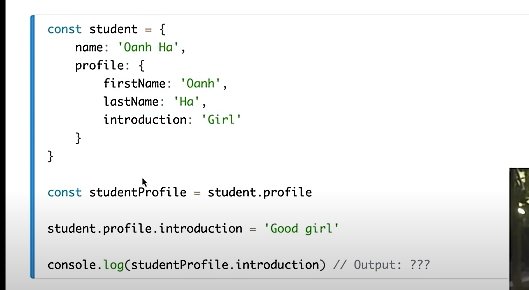 const student = {
    name: 'Oanh Ha',
    profile: {
        firstName: 'Oanh',
        lastName: 'Ha',
        introduction: 'Girl'
    }
}
const studentProfile = student.profile
student.profile.introduction = 'Good girl'
console.log(studentProfile.introduction) // Output: ???